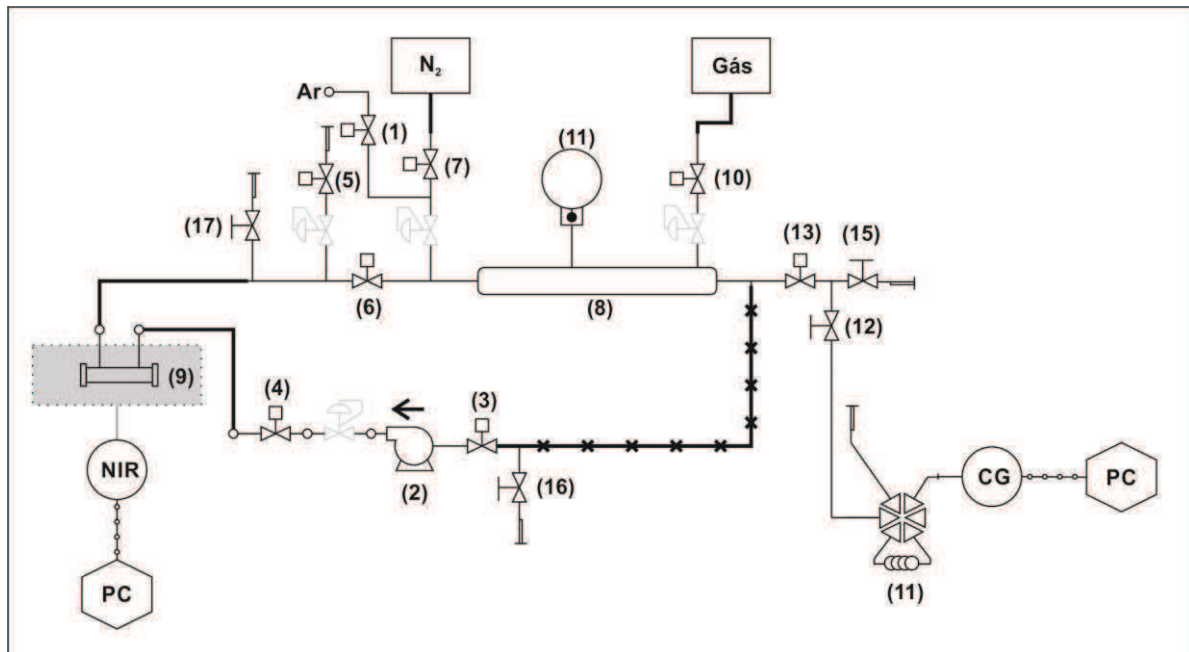 N₂
Gás
Ar
(1)
(11)
(7)
(10)
(5)
(17)
(13)
(15)
(6)
(8)
(12)
(9)
(4)
(3)
NIR
(2)
(16)
CG
PC
PC
(11)